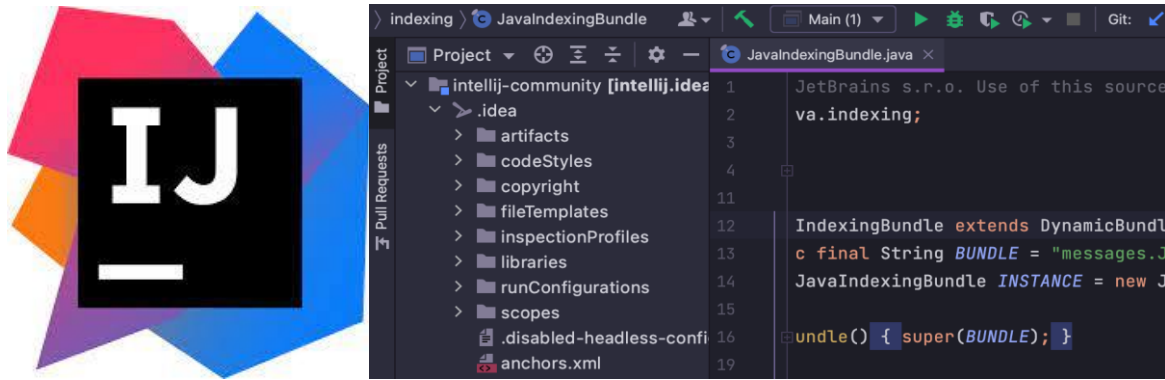 IJ
indexing JavaIndexingBundle Main (1) Git:
Project
Pull Requests
Project
intellij-community [intellij.idea
.idea
artifacts
codeStyles
copyright
fileTemplates
inspectionProfiles
libraries
runConfigurations
scopes
.disabled-headless-confi
anchors.xml
JavaIndexingBundle.java
1 JetBrains s.r.o. Use of this source
2 va.indexing;
3
4
11
12 IndexingBundle extends DynamicBundl
13 c final String BUNDLE = "messages.J
14 JavaIndexingBundle INSTANCE = new J
15
16 undle() { super(BUNDLE); }
19